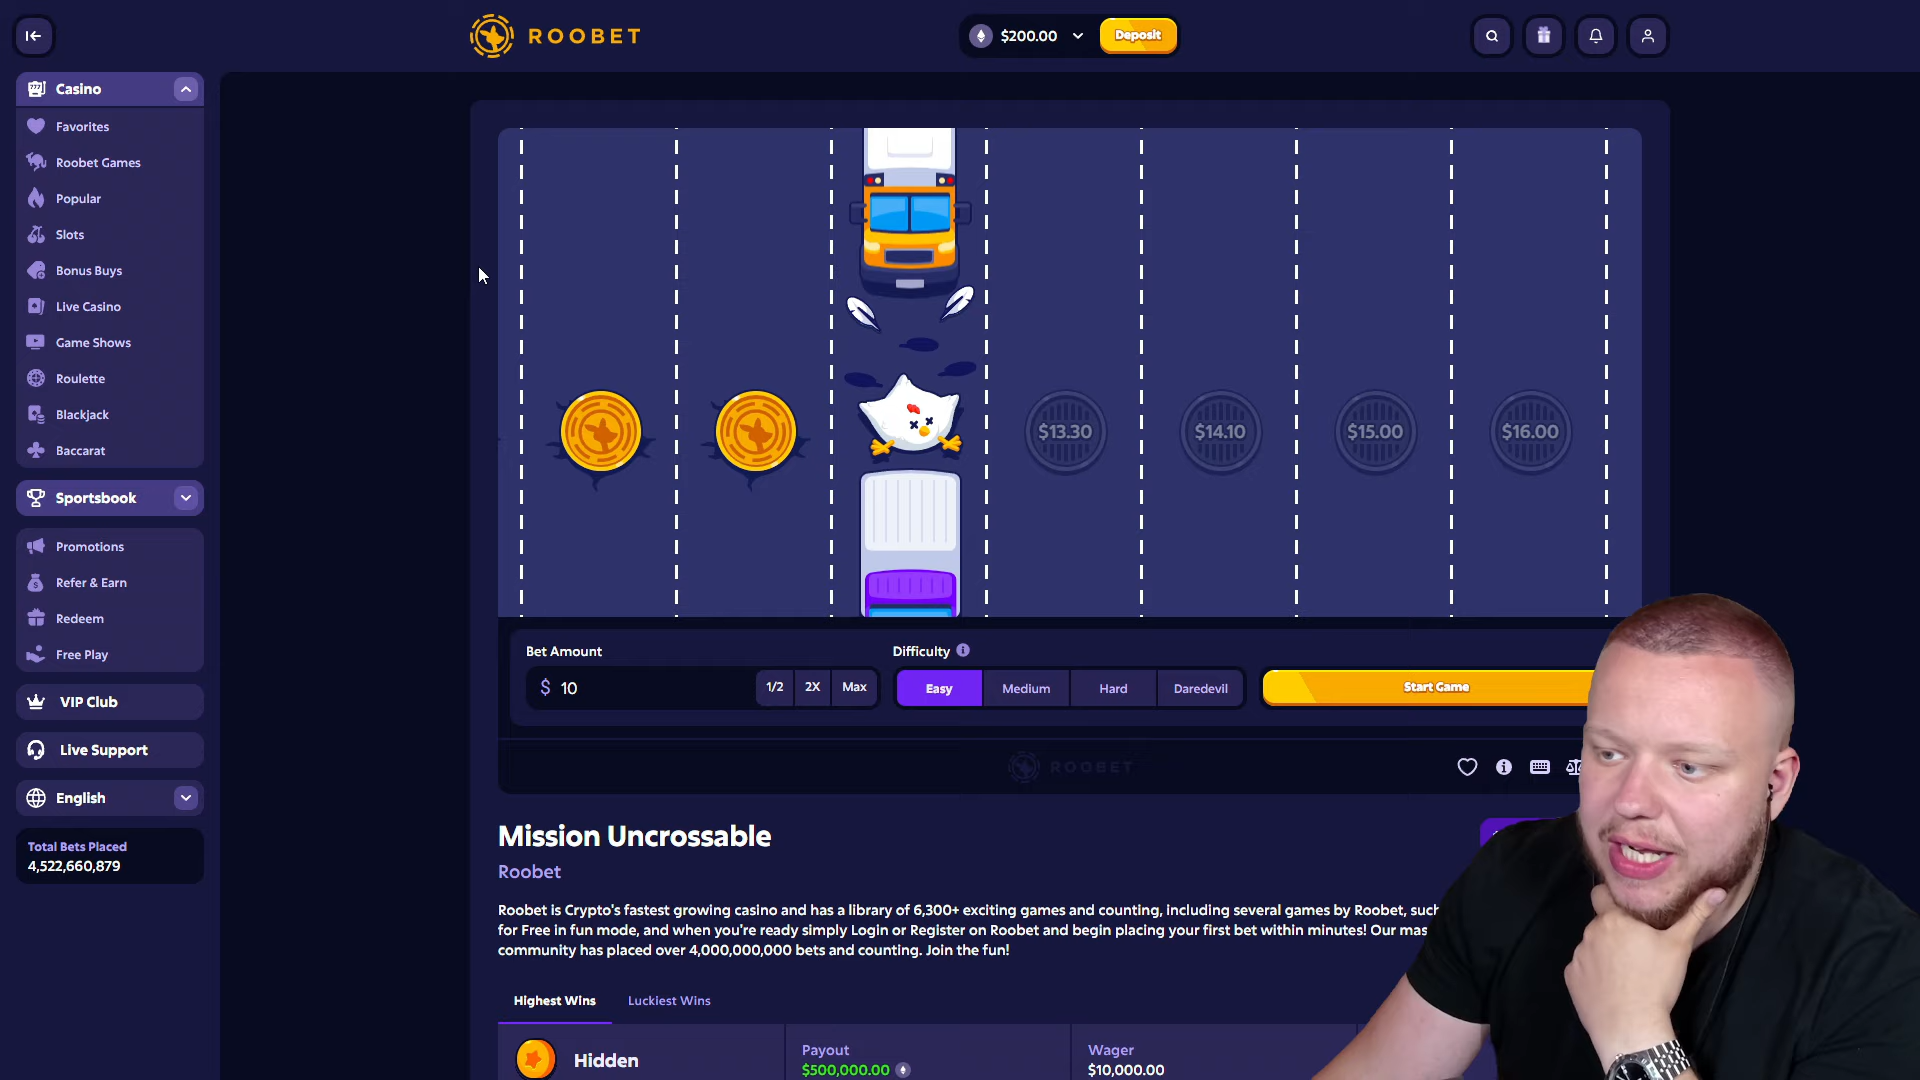 ROOBET
$200.00
Deposit
Casino
Favorites
Roobet Games
Popular
Slots
Bonus Buys
Live Casino
Game Shows
Roulette
Blackjack
Baccarat
Sportsbook
Promotions
Refer & Earn
Redeem
Free Play
VIP Club
Live Support
English
Total Bets Placed
4,522,660,879
$13.30
$14.10
$15.00
$16.00
Bet Amount
$ 10
1/2
2X
Max
Difficulty
Easy
Medium
Hard
Daredevil
Start Game
ROOBET
Mission Uncrossable
Roobet
Roobet is Crypto's fastest growing casino and has a library of 6,300+ exciting games and counting, including several games by Roobet, such
for Free in fun mode, and when you're ready simply Login or Register on Roobet and begin placing your first bet within minutes! Our
community has placed over 4,000,000,000 bets and counting. Join the fun!
Highest Wins
Luckiest Wins
Hidden
Payout
$500,000.00
Wager
$10,000.00